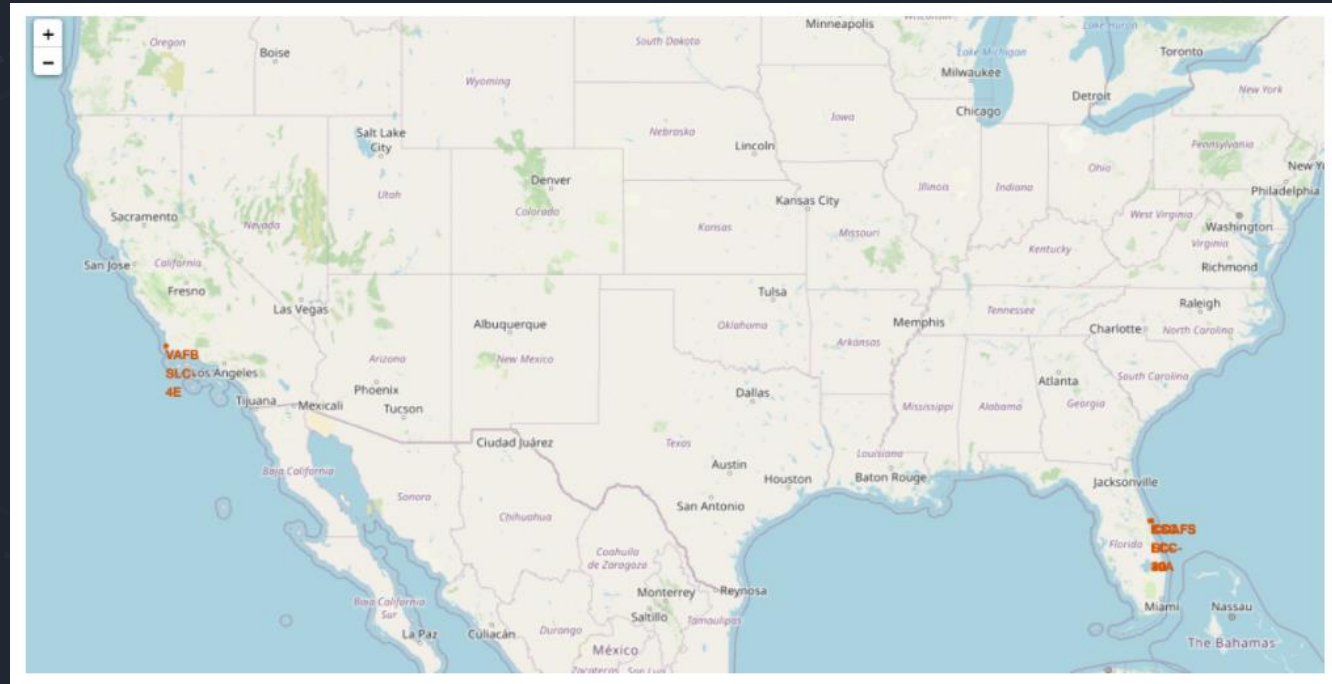 +
−
Oregon
Boise
South Dakota
Minneapolis
Lake Huron
Toronto
Wyoming
Lake Michigan
Milwaukee
Detroit
New York
Chicago
Salt Lake
City
Nebraska
Iowa
Lincoln
Pennsylvania
Ohio
New Y
Denver
Utah
Illinois
Indiana
Philadelphia
Kansas City
Sacramento
Nevada
Colorado
Kansas
Missouri
West Virginia
Washington
Virginia
Kentucky
San Jose
California
Richmond
Fresno
Las Vegas
Tulsa
Raleigh
Tennessee
Albuquerque
Oklahoma
Memphis
Charlotte
North Carolina
Arkansas
VAFB
SLC-
4E
Los Angeles
Arizona
New Mexico
Phoenix
Tucson
Dallas
Atlanta
South Carolina
Tijuana
Mexicali
Mississippi
Alabama
Georgia
Ciudad Juárez
Texas
Louisiana
Austin
Houston
Baton Rouge
Baja California
Sonora
Jacksonville
San Antonio
Chihuahua
Florida
Coahuila
de Zaragoza
Monterrey
Reynosa
Baja California
Sur
Saltillo
Tamaulipas
Miami
Nassau
La Paz
Culiacán
Durango
México
The Bahamas
Zacatecas
San Luis